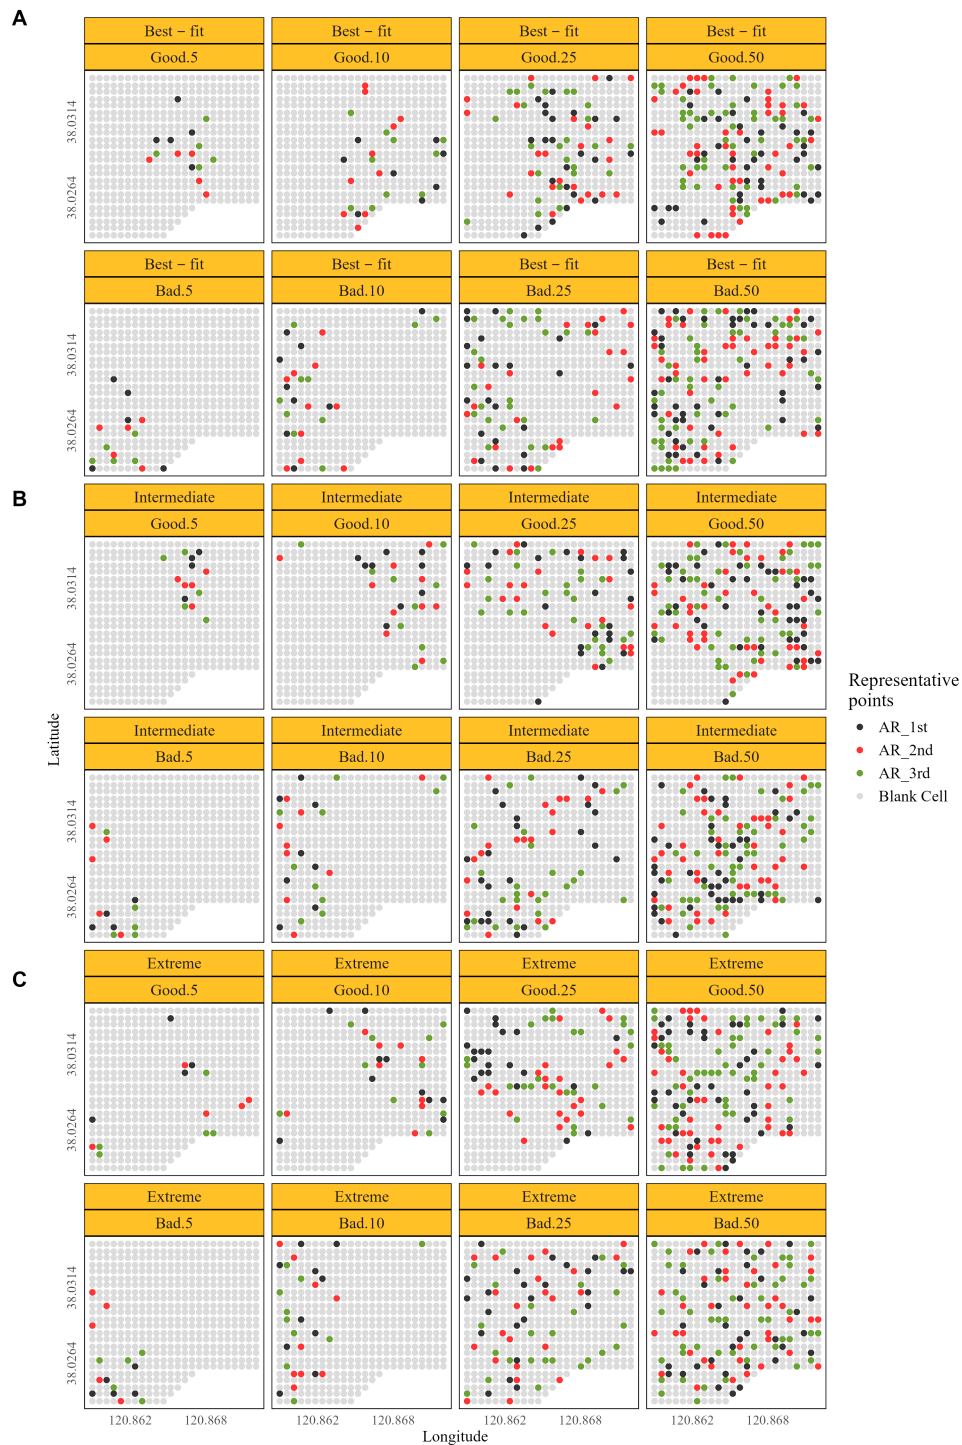 A
Best − fit
Best − fit
Best − fit
Best − fit
Good.5
Good.10
Good.25
Good.50
38.0314
38.0264
Best − fit
Best − fit
Best − fit
Best − fit
Bad.5
Bad.10
Bad.25
Bad.50
38.0314
38.0264
B
Intermediate
Intermediate
Intermediate
Intermediate
Good.5
Good.10
Good.25
Good.50
38.0314
38.0264
Latitude
Representative
points
AR_1st
AR_2nd
AR_3rd
Blank Cell
Intermediate
Intermediate
Intermediate
Intermediate
Bad.5
Bad.10
Bad.25
Bad.50
38.0314
38.0264
C
Extreme
Extreme
Extreme
Extreme
Good.5
Good.10
Good.25
Good.50
38.0314
38.0264
Extreme
Extreme
Extreme
Extreme
Bad.5
Bad.10
Bad.25
Bad.50
38.0314
38.0264
120.862 120.868 120.862 120.868 120.862 120.868 120.862 120.868
Longitude